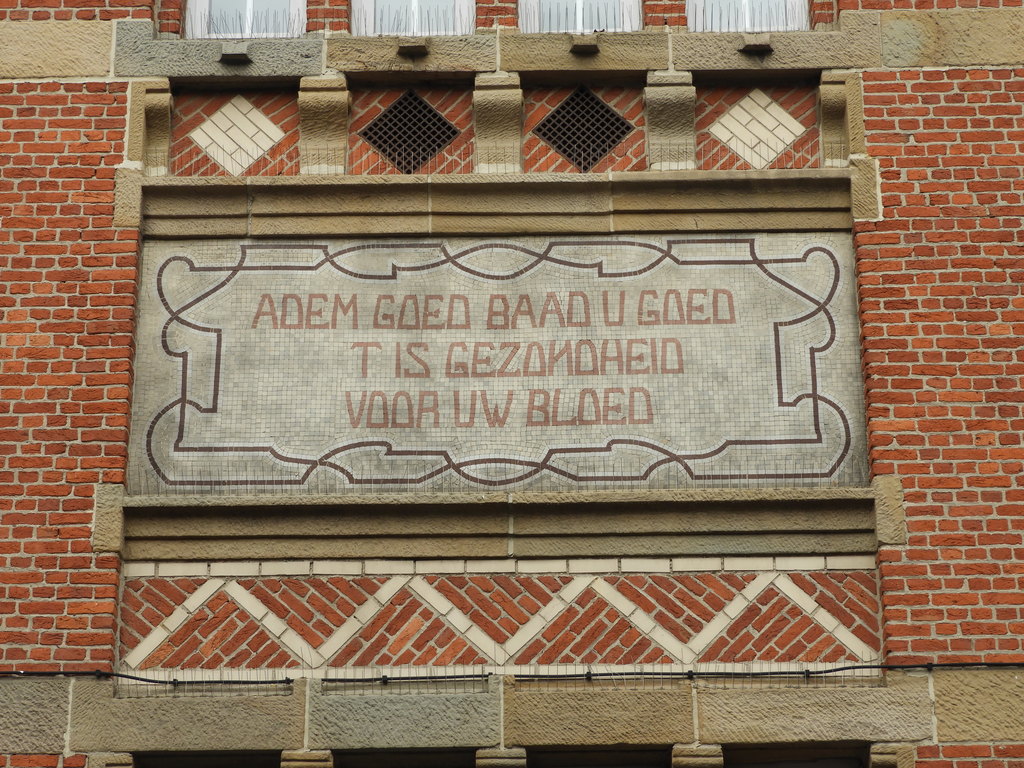 ADEM GOED BAAD U GOED
T IS GEZONDHEID
VOOR UW BLOED